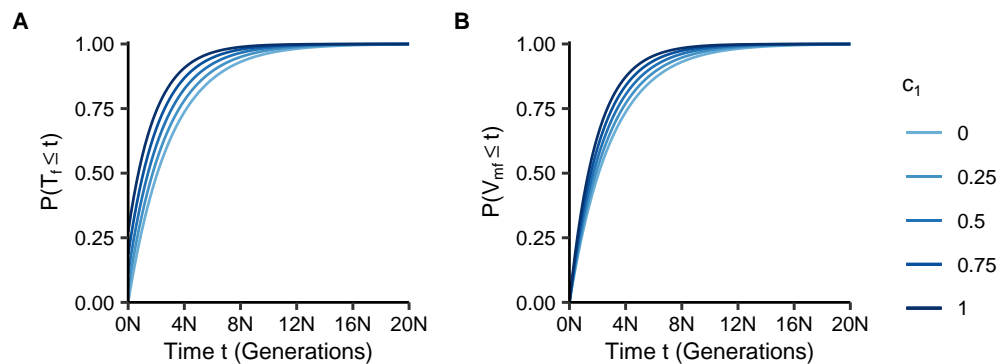 A
1.00
0.75
0.50
0.25
0.00
P(T_f ≤ t)
0N 4N 8N 12N 16N 20N
Time t (Generations)
B
1.00
0.75
0.50
0.25
0.00
P(V_mf ≤ t)
0N 4N 8N 12N 16N 20N
Time t (Generations)
c₁
0
0.25
0.5
0.75
1